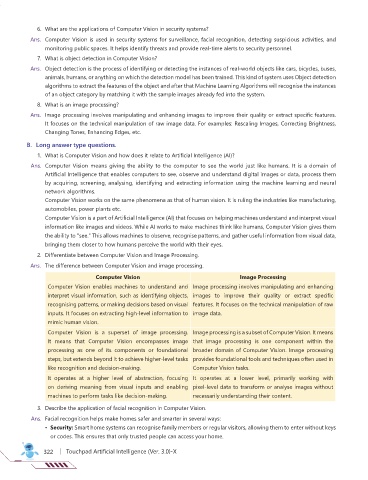 6. What are the applications of Computer Vision in security systems?
Ans. Computer Vision is used in security systems for surveillance, facial recognition, detecting suspicious activities, and
monitoring public spaces. It helps identify threats and provide real-time alerts to security personnel.
7. What is object detection in Computer Vision?
Ans. Object detection is the process of identifying or detecting the instances of real-world objects like cars, bicycles, buses,
animals, humans, or anything on which the detection model has been trained. This kind of system uses Object detection
algorithms to extract the features of the object and after that Machine Learning Algorithms will recognise the instances
of an object category by matching it with the sample images already fed into the system.
8. What is an image processing?
Ans. Image processing involves manipulating and enhancing images to improve their quality or extract specific features.
It focuses on the technical manipulation of raw image data. For examples: Rescaling Images, Correcting Brightness,
Changing Tones, Enhancing Edges, etc.
B. Long answer type questions.
1. What is Computer Vision and how does it relate to Artificial Intelligence (AI)?
Ans. Computer Vision means giving the ability to the computer to see the world just like humans. It is a domain of
Artificial Intelligence that enables computers to see, observe and understand digital images or data, process them
by acquiring, screening, analysing, identifying and extracting information using the machine learning and neural
network algorithms.
Computer Vision works on the same phenomena as that of human vision. It is ruling the industries like manufacturing,
automobiles, power plants etc.
Computer Vision is a part of Artificial Intelligence (AI) that focuses on helping machines understand and interpret visual
information like images and videos. While AI works to make machines think like humans, Computer Vision gives them
the ability to "see." This allows machines to observe, recognise patterns, and gather useful information from visual data,
bringing them closer to how humans perceive the world with their eyes.
2. Differentiate between Computer Vision and Image Processing.
Ans. The difference between Computer Vision and image processing.
Computer Vision
Computer Vision enables machines to understand and
interpret visual information, such as identifying objects,
recognising patterns, or making decisions based on visual
inputs. It focuses on extracting high-level information to
mimic human vision.
Computer Vision is a superset of image processing.
It means that Computer Vision encompasses image
processing as one of its components or foundational
steps, but extends beyond it to achieve higher-level tasks
like recognition and decision-making.
It operates at a higher level of abstraction, focusing
on deriving meaning from visual inputs and enabling
machines to perform tasks like decision-making.
Image Processing
Image processing involves manipulating and enhancing
images to improve their quality or extract specific
features. It focuses on the technical manipulation of raw
image data.
Image processing is a subset of Computer Vision. It means
that image processing is one component within the
broader domain of Computer Vision. Image processing
provides foundational tools and techniques often used in
Computer Vision tasks.
It operates at a lower level, primarily working with
pixel-level data to transform or analyse images without
necessarily understanding their content.
3. Describe the application of facial recognition in Computer Vision.
Ans. Facial recognition helps make homes safer and smarter in several ways:
• Security: Smart home systems can recognise family members or regular visitors, allowing them to enter without keys
or codes. This ensures that only trusted people can access your home.
322 | Touchpad Artificial Intelligence (Ver. 3.0)-X